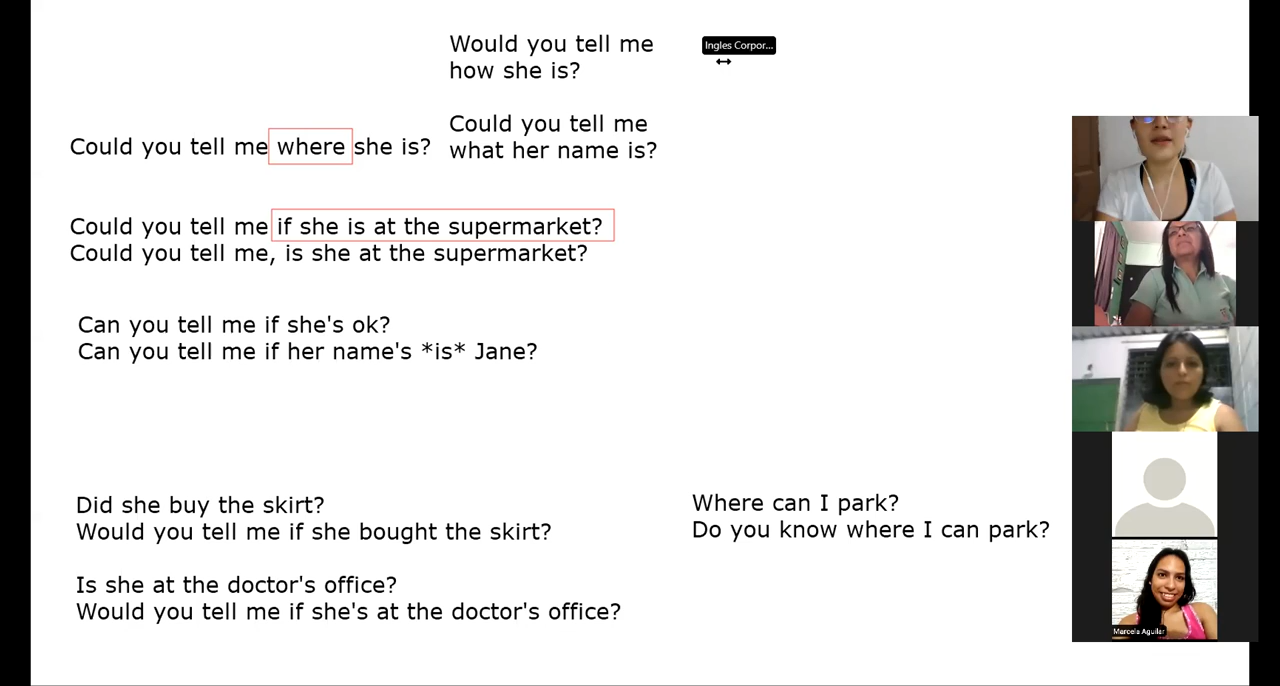 Would you tell me
how she is?
Ingles Corpor...
Could you tell me
what her name is?
Could you tell me where she is?
Could you tell me if she is at the supermarket?
Could you tell me, is she at the supermarket?
Can you tell me if she's ok?
Can you tell me if her name's *is* Jane?
Did she buy the skirt?
Would you tell me if she bought the skirt?
Where can I park?
Do you know where I can park?
Is she at the doctor's office?
Would you tell me if she's at the doctor's office?
Marcela Aguilar